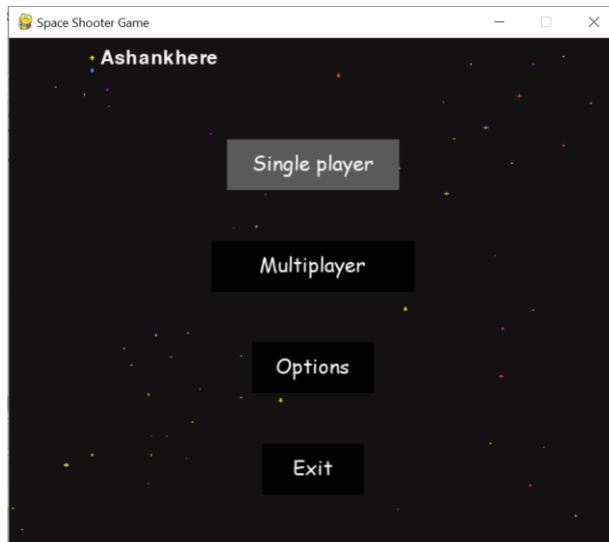 Space Shooter Game
Ashankhere
Single player
Multiplayer
Options
Exit